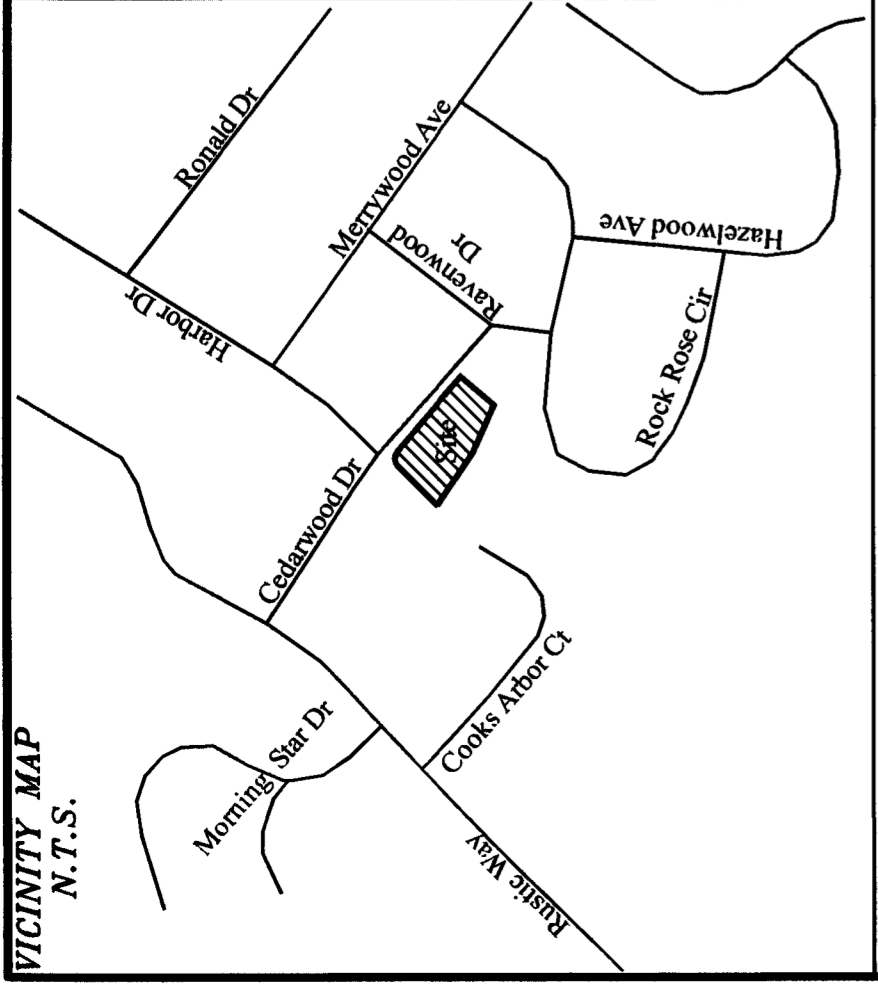 VICINITY MAP
N.T.S.
Ronald Dr
Merrywood Ave
Harbor Dr
Ravenwood
Dr
Hazelwood Ave
Rock Rose Cir
Site
Cedarwood Dr
Cooks Arbor Ct
Morning Star Dr
Rustic Way